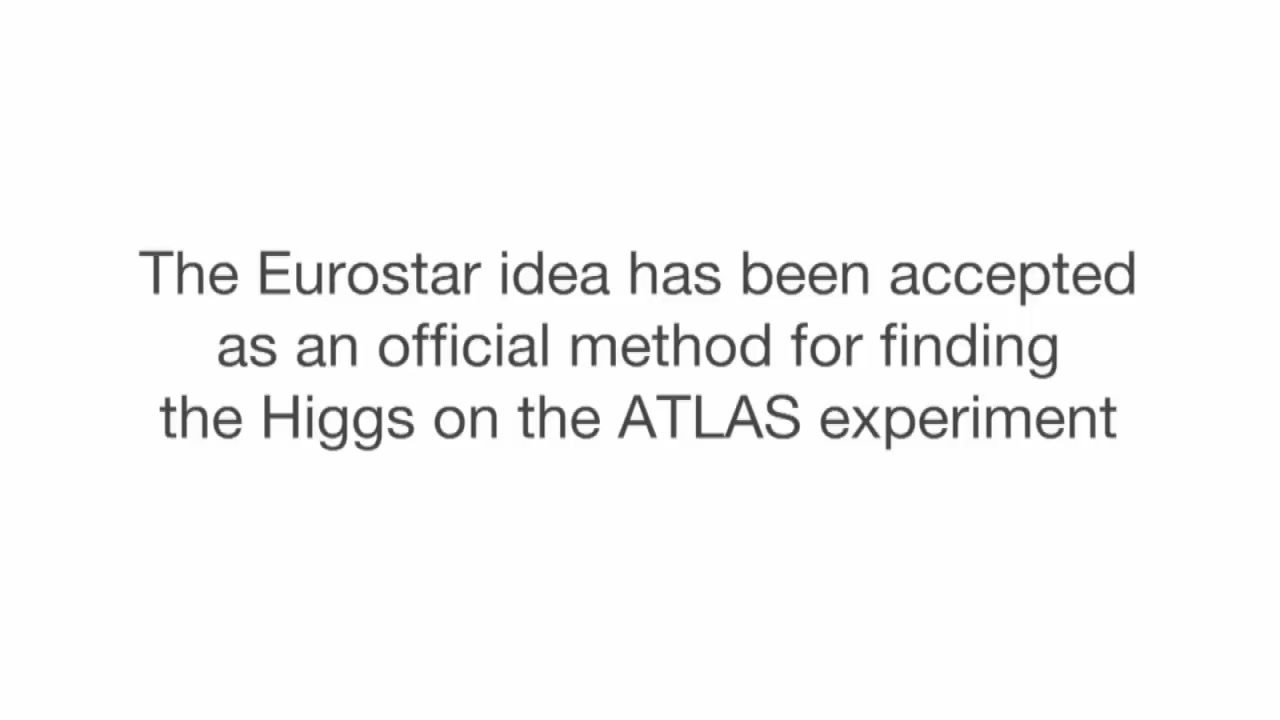 The Eurostar idea has been accepted
as an official method for finding
the Higgs on the ATLAS experiment